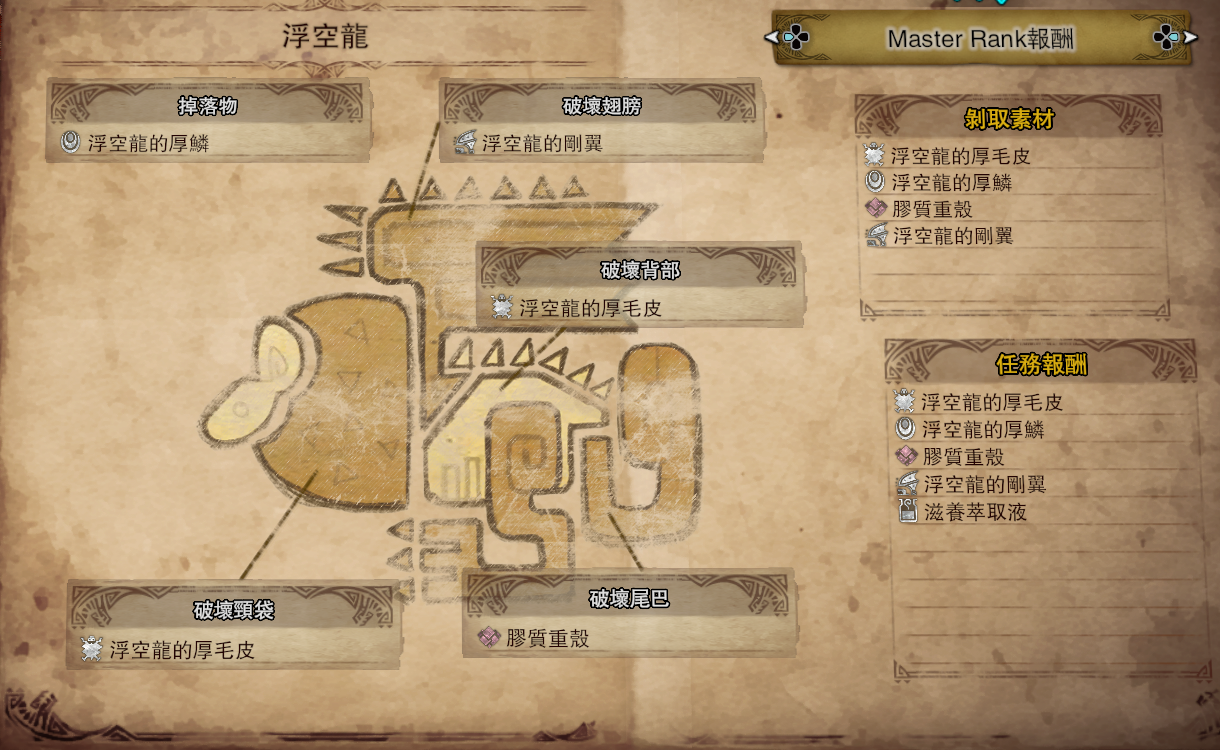 浮空龍
Master Rank報酬
掉落物
浮空龍的厚鱗
破壞翅膀
浮空龍的剛翼
破壞背部
浮空龍的厚毛皮
破壞頸袋
浮空龍的厚毛皮
破壞尾巴
膠質重殼
剝取素材
浮空龍的厚毛皮
浮空龍的厚鱗
膠質重殼
浮空龍的剛翼
任務報酬
浮空龍的厚毛皮
浮空龍的厚鱗
膠質重殼
浮空龍的剛翼
滋養萃取液